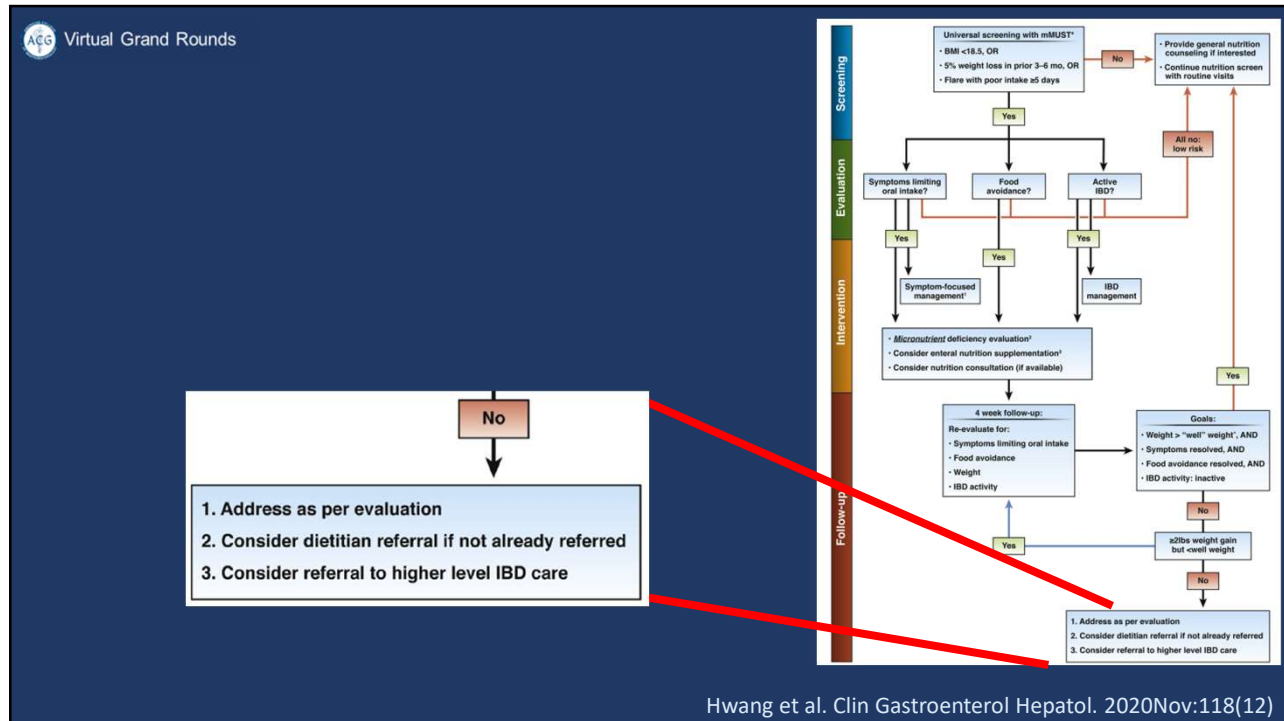 ACG Virtual Grand Rounds
Screening
Universal screening with mMUST*
• BMI <18.5, OR
• 5% weight loss in prior 3–6 mo, OR
• Flare with poor intake ≥5 days
No
• Provide general nutrition
counseling if interested
• Continue nutrition screen
with routine visits
Yes
All no:
low risk
Evaluation
Symptoms limiting
oral intake?
Food
avoidance?
Active
IBD?
Yes
Yes
Yes
Intervention
Symptom-focused
management¹
IBD
management
• Micronutrient deficiency evaluation²
• Consider enteral nutrition supplementation³
• Consider nutrition consultation (if available)
Yes
Follow-up
4 week follow-up:
Re-evaluate for:
• Symptoms limiting oral intake
• Food avoidance
• Weight
• IBD activity
Goals:
• Weight > “well” weight⁺, AND
• Symptoms resolved, AND
• Food avoidance resolved, AND
• IBD activity: inactive
No
≥2lbs weight gain
but <well weight
Yes
No
1. Address as per evaluation
2. Consider dietitian referral if not already referred
3. Consider referral to higher level IBD care
No
1. Address as per evaluation
2. Consider dietitian referral if not already referred
3. Consider referral to higher level IBD care
Hwang et al. Clin Gastroenterol Hepatol. 2020Nov:118(12)